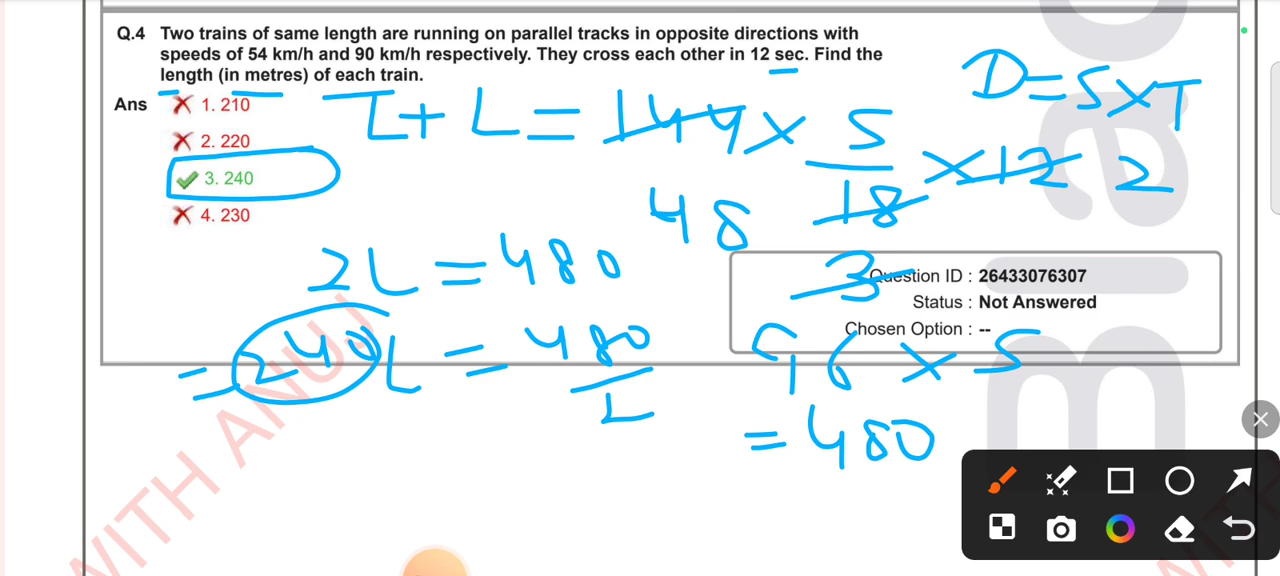 Q.4 Two trains of same length are running on parallel tracks in opposite directions with
speeds of 54 km/h and 90 km/h respectively. They cross each other in 12 sec. Find the
length (in metres) of each train.
Ans 1. 210
2. 220
3. 240
4. 230
D=S×T
L+L=144×5/18×12 2
48
3
2L=480
=240 L=480/2
96×5
=480
Question ID : 26433076307
Status : Not Answered
Chosen Option : --
WITH ANUJ